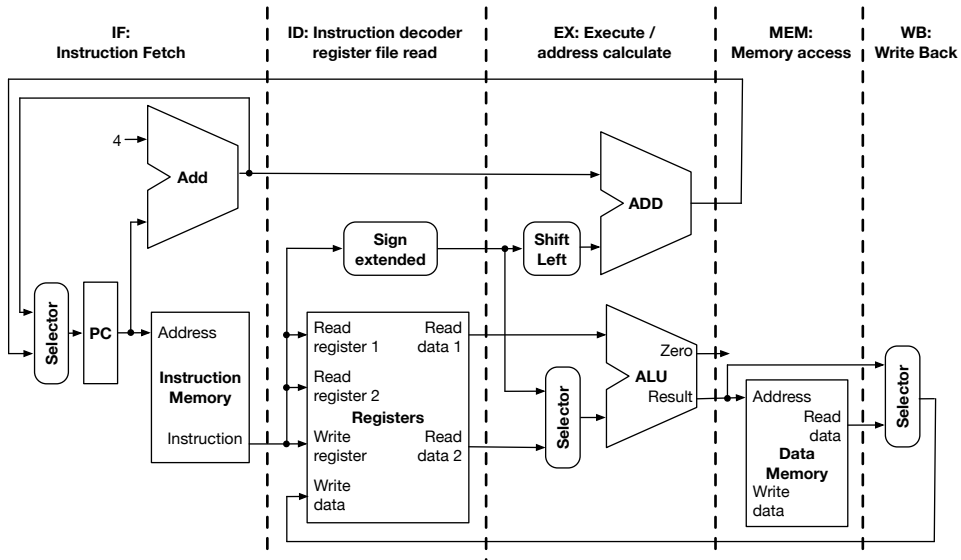 IF:
Instruction Fetch
ID: Instruction decoder
register file read
EX: Execute /
address calculate
MEM:
Memory access
WB:
Write Back
4
Add
ADD
Sign
extended
Shift
Left
Selector
PC
Address
Instruction
Memory
Instruction
Read
register 1
Read
data 1
Read
register 2
Registers
Write
register
Read
data 2
Write
data
Selector
Zero
ALU
Result
Address
Read
data
Data
Memory
Write
data
Selector